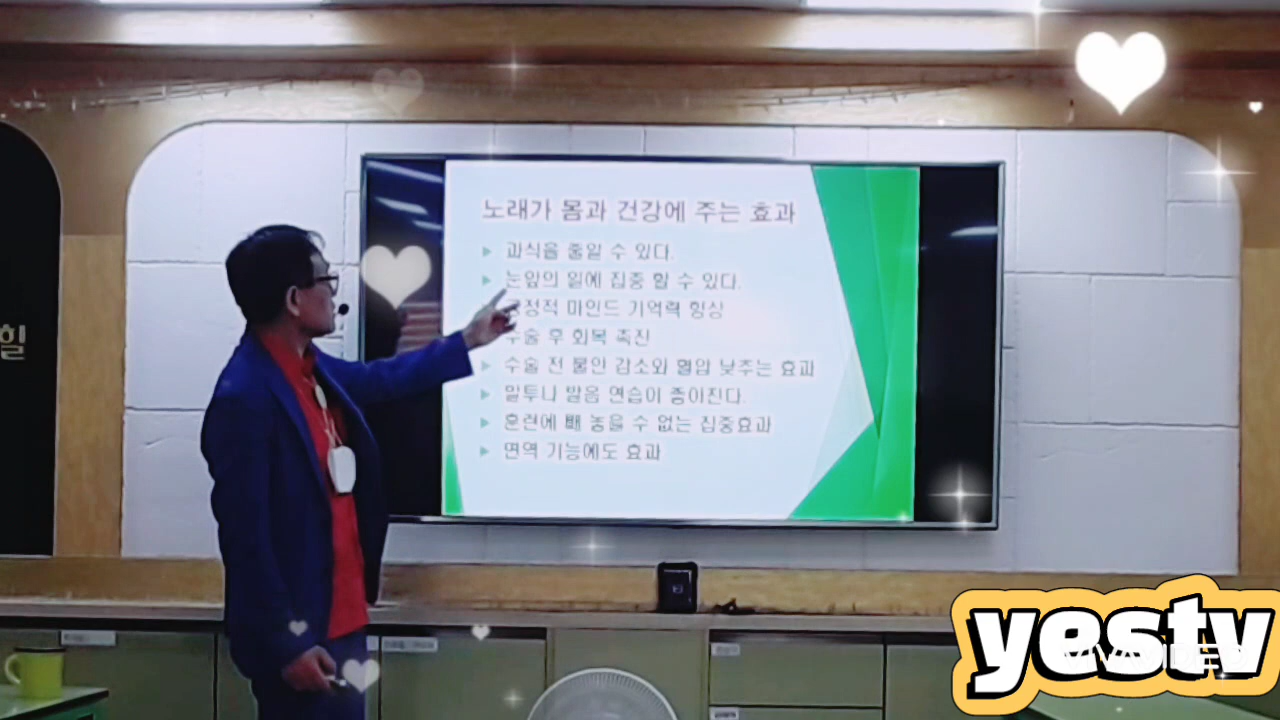 노래가 몸과 건강에 주는 효과
과식을 줄일 수 있다.
눈앞의 일에 집중 할 수 있다.
긍정적 마인드 기억력 향상
수술 후 회복 촉진
수술 전 불안 감소와 혈압 낮추는 효과
말투나 발음 연습이 좋아진다.
훈련에 빼 놓을 수 없는 집중효과
면역 기능에도 효과
힐
yestv
VIVAVIDEO